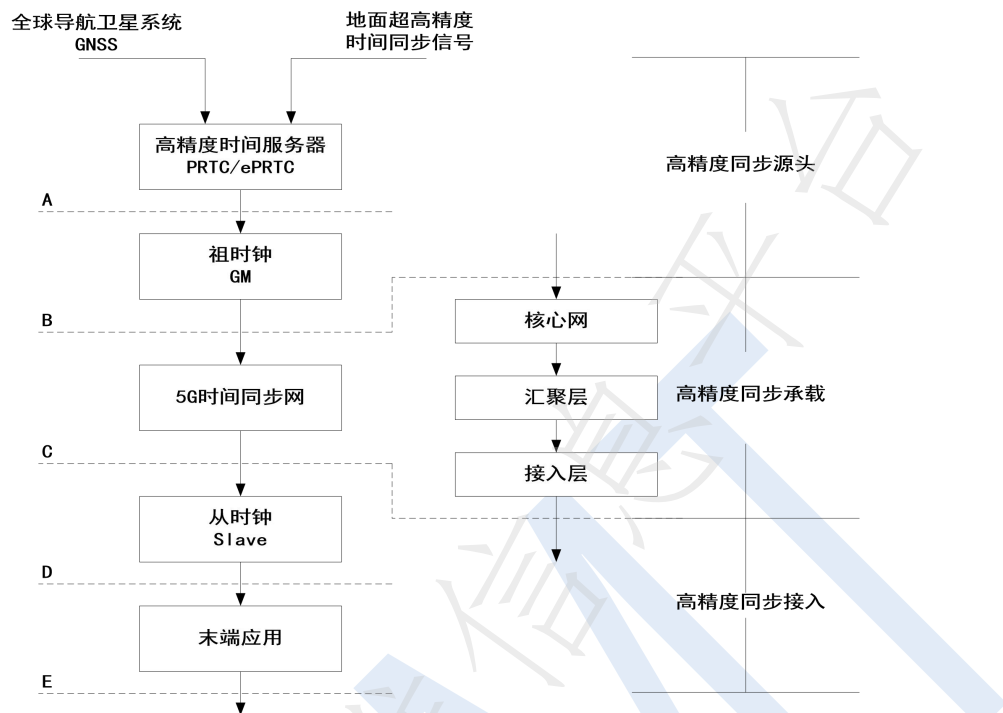 全球导航卫星系统
GNSS
地面超高精度
时间同步信号
高精度时间服务器
PRTC/ePRTC
高精度同步源头
A
祖时钟
GM
B
核心网
5G时间同步网
汇聚层
高精度同步承载
C
接入层
从时钟
Slave
D
末端应用
高精度同步接入
E
信息平台